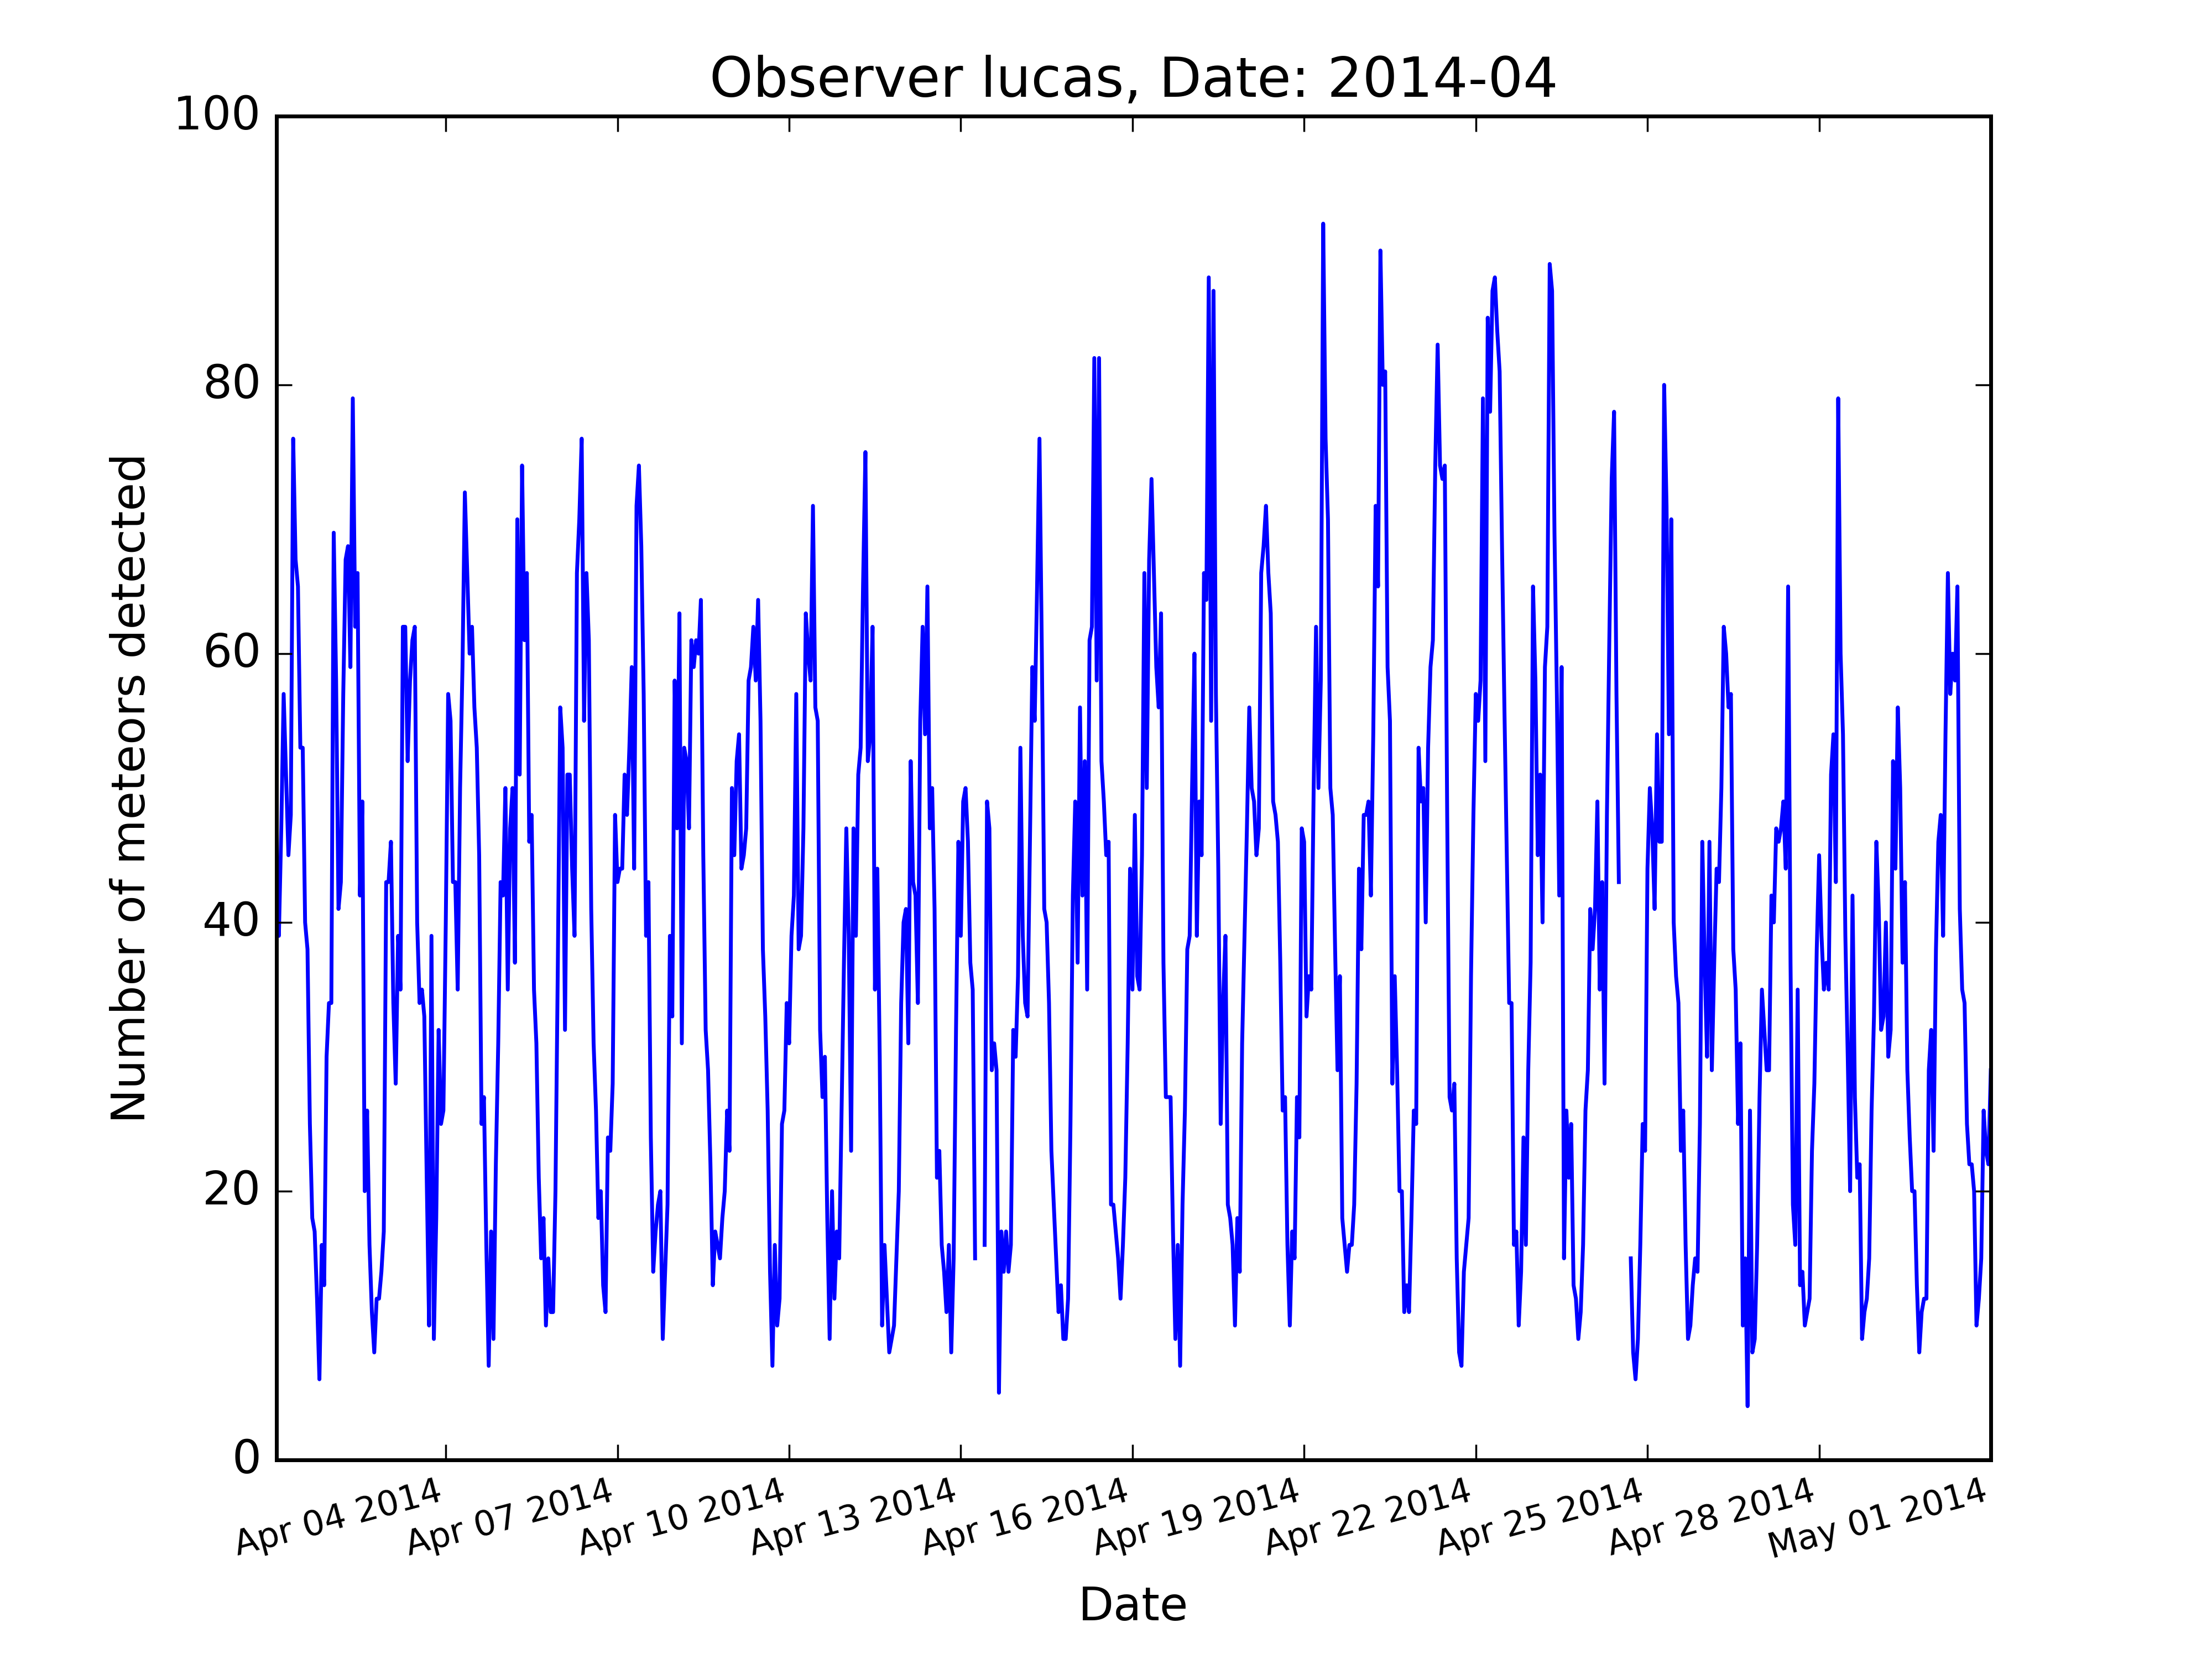 Observer lucas, Date: 2014-04
100
80
60
40
20
0
Number of meteors detected
Apr 04 2014
Apr 07 2014
Apr 10 2014
Apr 13 2014
Apr 16 2014
Apr 19 2014
Apr 22 2014
Apr 25 2014
Apr 28 2014
May 01 2014
Date